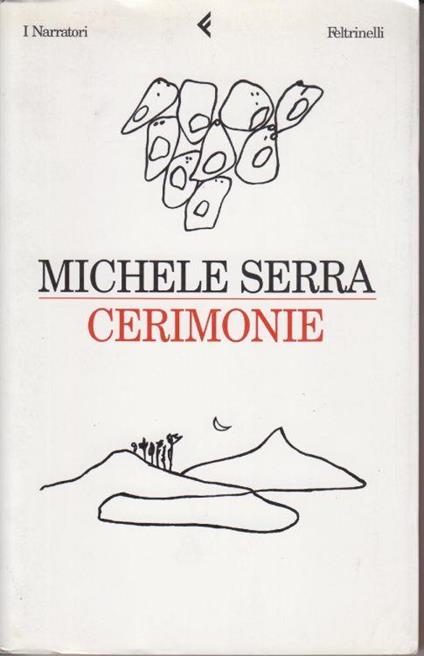 I Narratori Feltrinelli
MICHELE SERRA
CERIMONIE